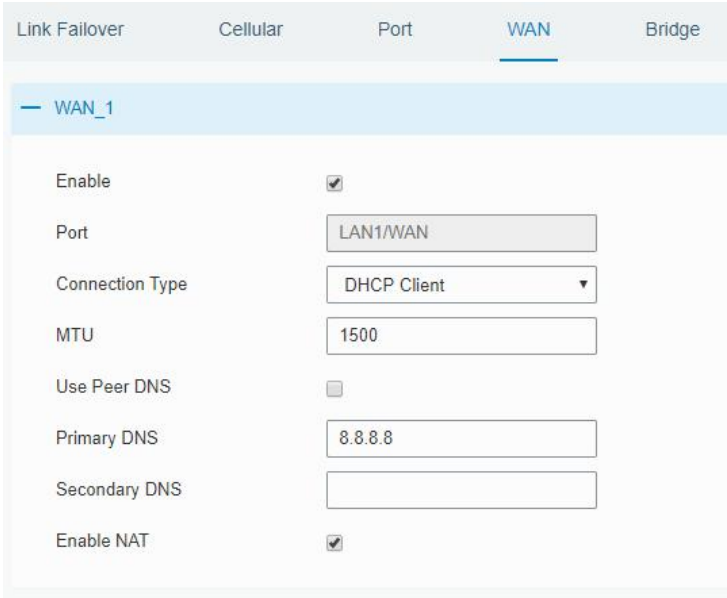 Link Failover Cellular Port WAN Bridge
— WAN_1
Enable
Port LAN1/WAN
Connection Type DHCP Client
MTU 1500
Use Peer DNS
Primary DNS 8.8.8.8
Secondary DNS
Enable NAT